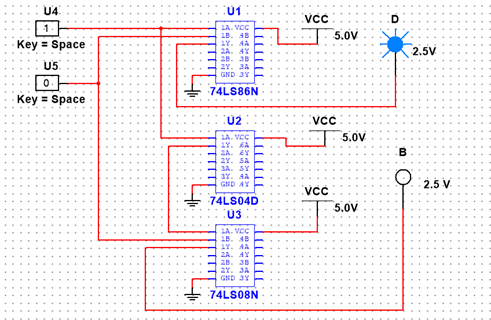 U4
1
Key = Space
U5
0
Key = Space
U1
1A. VCC
1B. 4B
1Y. 4A
2A. 4Y
2B. 3B
2Y. 3A
GND 3Y
74LS86N
VCC
5.0V
D
2.5V
U2
1A. VCC
1Y. 6A
2A. 6Y
2Y. 5A
3A. 5Y
3Y. 4A
GND 4Y
74LS04D
VCC
5.0V
B
2.5 V
U3
1A. VCC
1B. 4B
1Y. 4A
2A. 4Y
2B. 3B
2Y. 3A
GND 3Y
74LS08N
VCC
5.0V